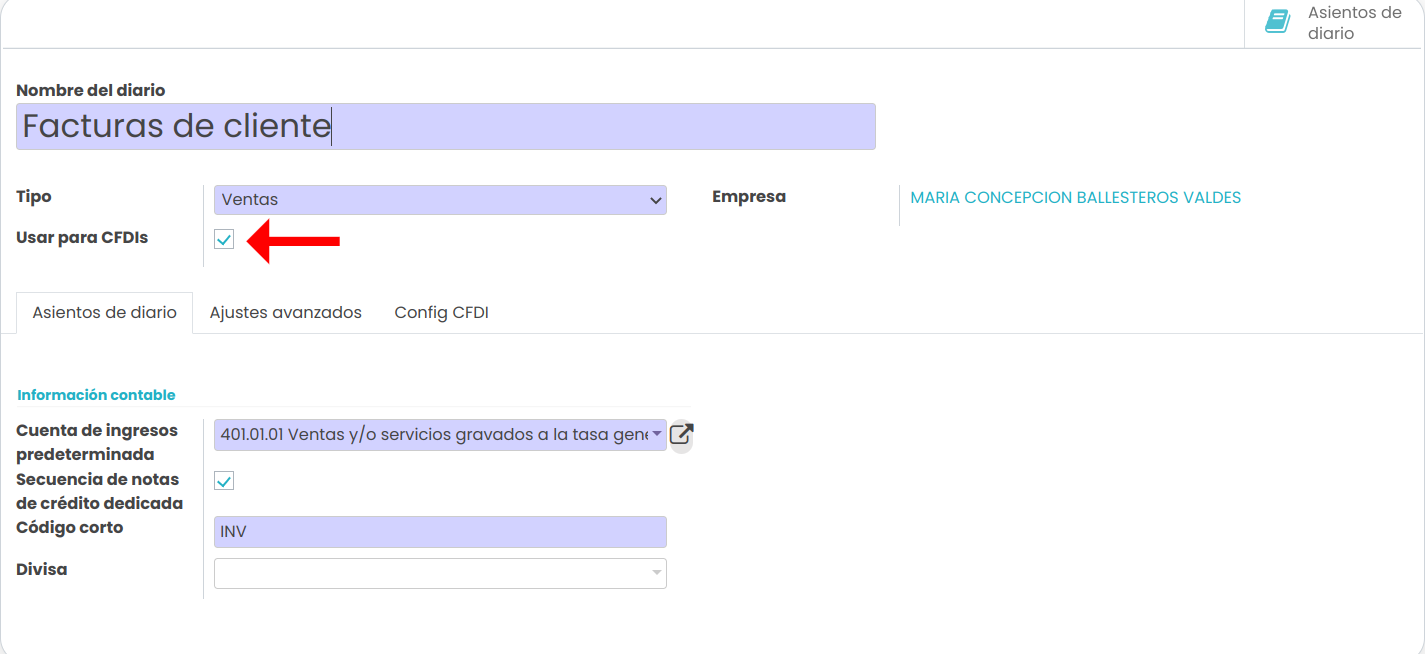 Asientos de
diario
Nombre del diario
Facturas de cliente
Tipo
Ventas
Empresa
MARIA CONCEPCION BALLESTEROS VALDES
Usar para CFDIs
Asientos de diario
Ajustes avanzados
Config CFDI
Información contable
Cuenta de ingresos
predeterminada
401.01.01 Ventas y/o servicios gravados a la tasa gene
Secuencia de notas
de crédito dedicada
Código corto
INV
Divisa